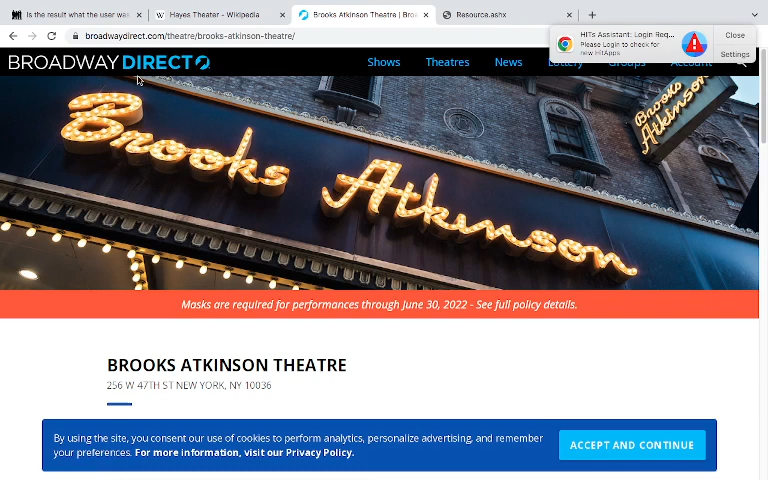 Is the result what the user was
Hayes Theater - Wikipedia
Brooks Atkinson Theatre | Broa
Resource.ashx
broadwaydirect.com/theatre/brooks-atkinson-theatre/
HITs Assistant: Login Req...
Please Login to check for
new HitApps
Close
Settings
BROADWAY DIRECT
Shows
Theatres
News
Lottery
Groups
Account
Brooks
Atkinson
Brooks Atkinson
Masks are required for performances through June 30, 2022 - See full policy details.
BROOKS ATKINSON THEATRE
256 W 47TH ST NEW YORK, NY 10036
By using the site, you consent our use of cookies to perform analytics, personalize advertising, and remember
your preferences. For more information, visit our Privacy Policy.
ACCEPT AND CONTINUE